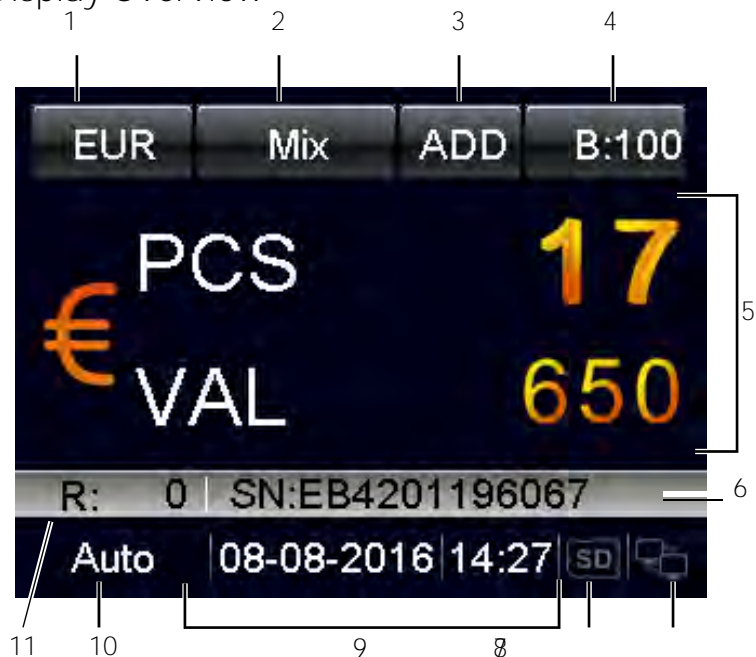 Display Overview
1 2 3 4
EUR Mix ADD B:100
PCS 17
5
€
VAL 650
R: 0 SN:EB4201196067 6
Auto 08-08-2016 14:27 SD
11 10 9 8 7